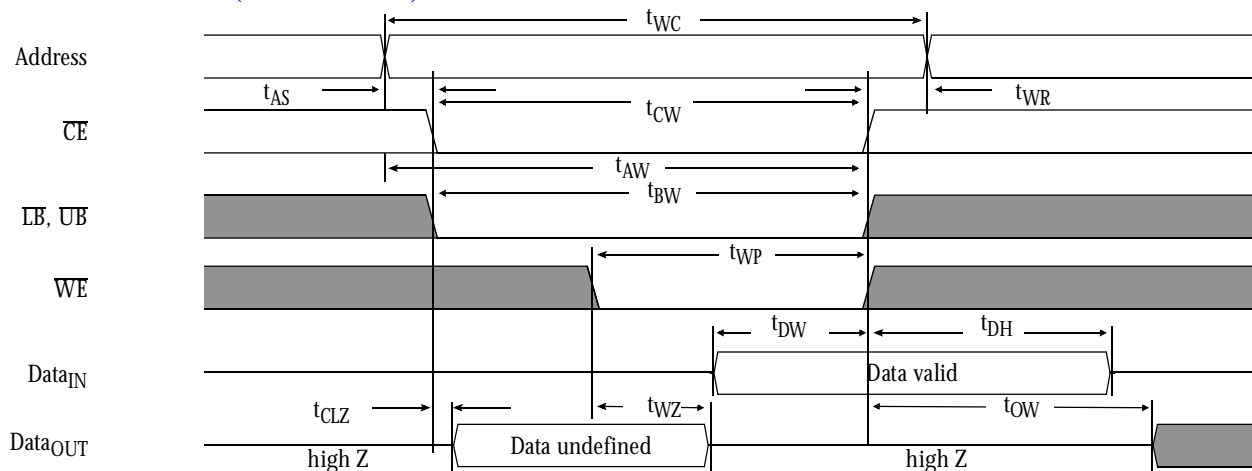 tWC
Address
tAS
tCW
tWR
CE
tAW
tBW
LB, UB
tWP
WE
tDW
tDH
DataIN
Data valid
tCLZ
tWZ
tOW
DataOUT
Data undefined
high Z
high Z